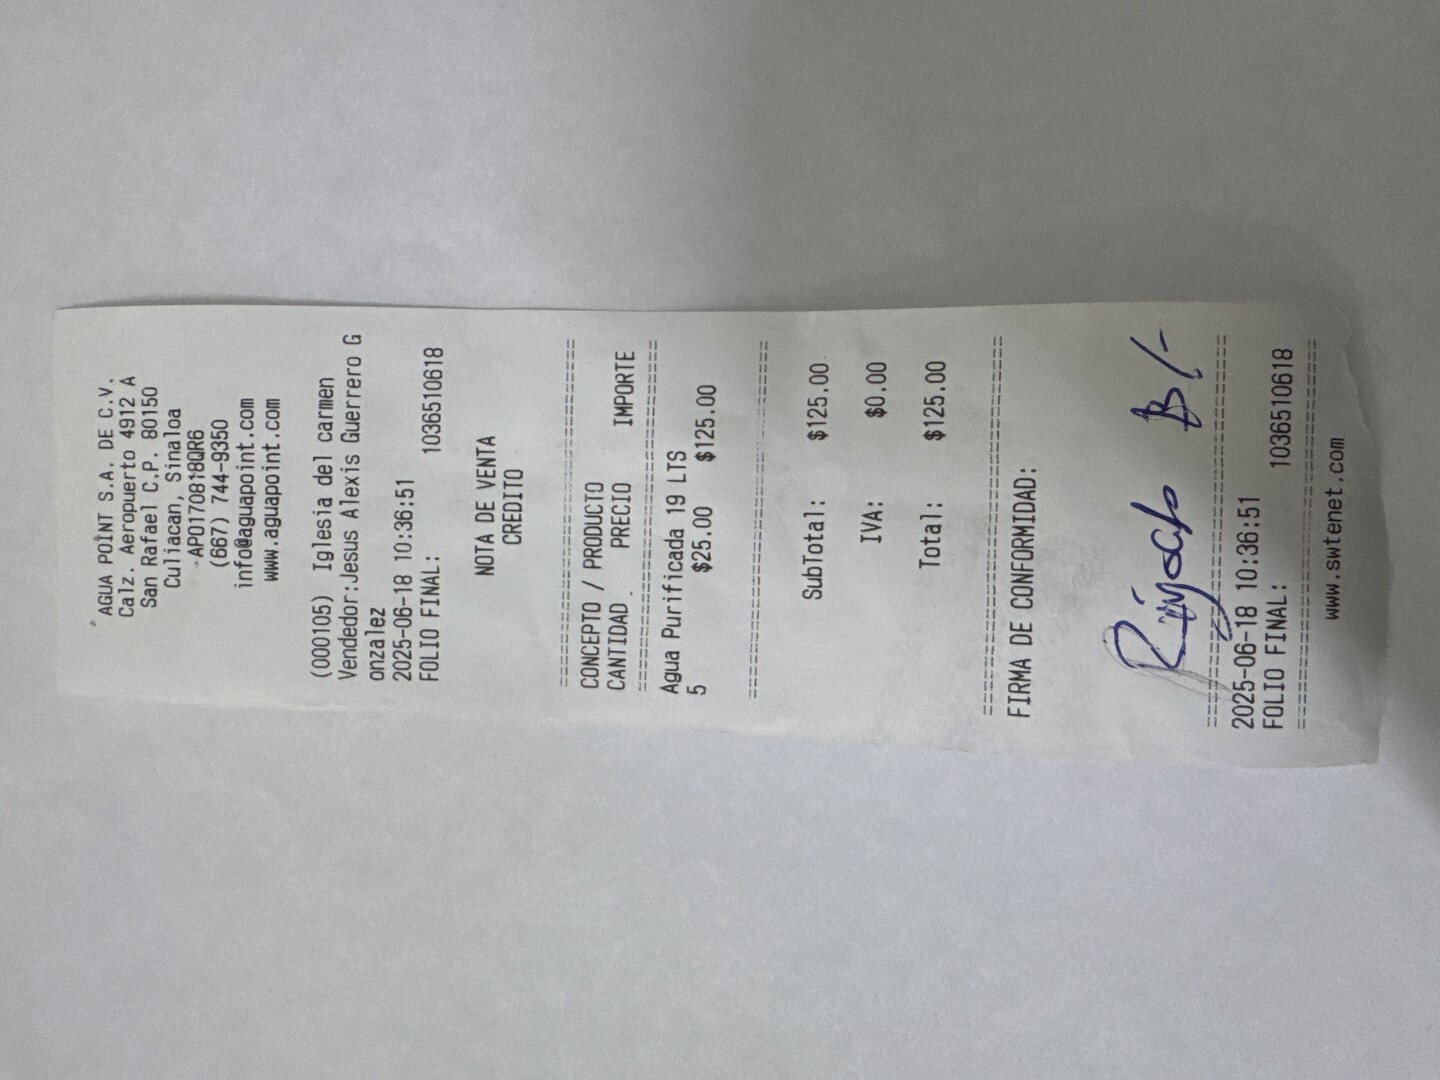 AGUA POINT S.A. DE C.V.
Calz. Aeropuerto 4912 A
San Rafael C.P. 80150
Culiacan, Sinaloa
APO170818QR6
(667) 744-9350
info@aguapoint.com
www.aguapoint.com
(000105) Iglesia del carmen
Vendedor:Jesus Alexis Guerrero G
onzalez
2025-06-18 10:36:51
FOLIO FINAL: 1036510618
NOTA DE VENTA
CREDITO
================================
CONCEPTO / PRODUCTO
CANTIDAD PRECIO IMPORTE
================================
Agua Purificada 19 LTS
5 $25.00 $125.00
================================
SubTotal: $125.00
IVA: $0.00
Total: $125.00
================================
FIRMA DE CONFORMIDAD:
================================
2025-06-18 10:36:51
FOLIO FINAL: 1036510618
================================
www.swtenet.com